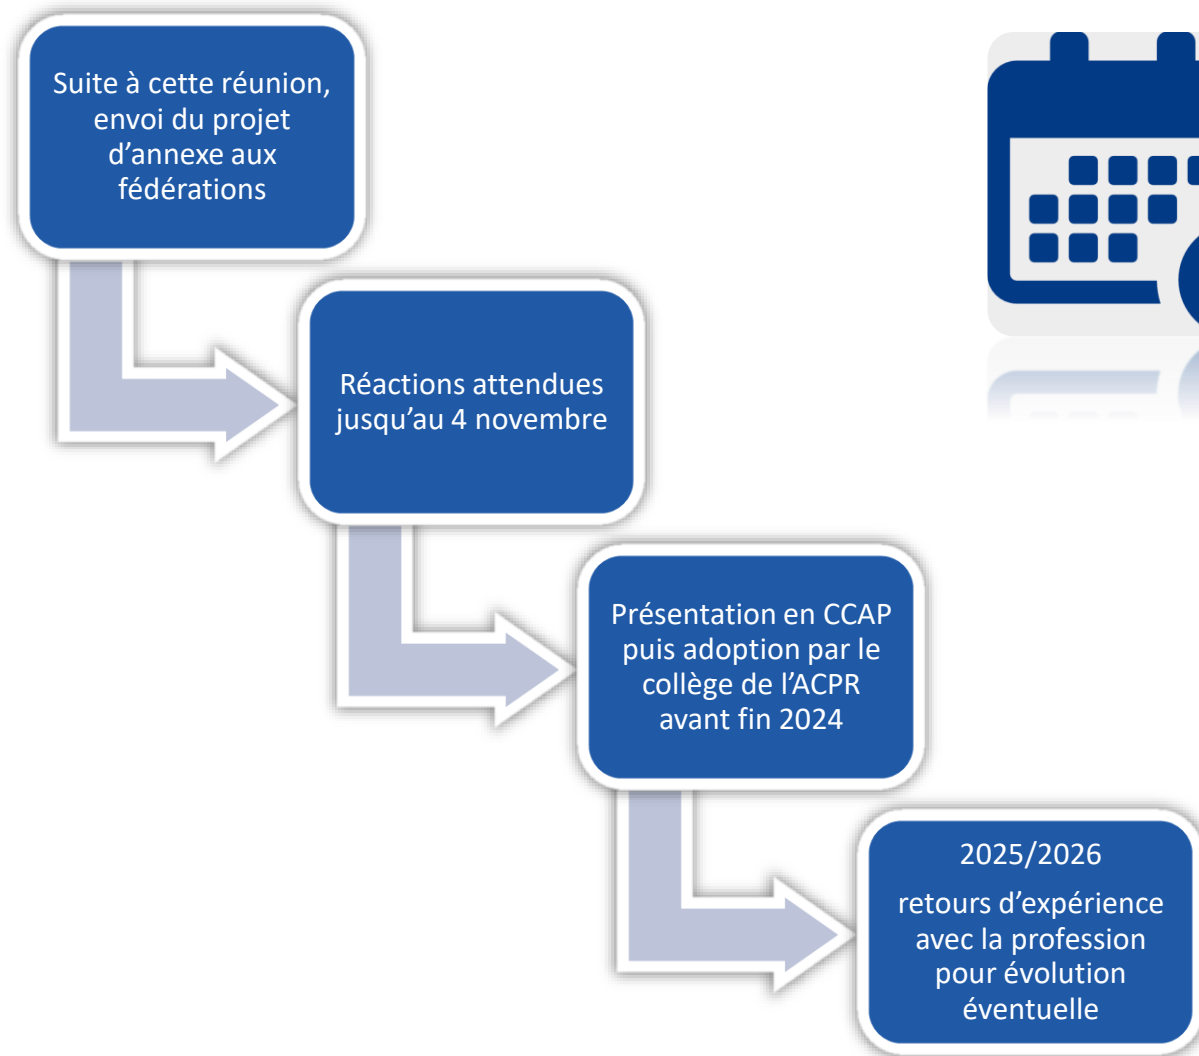 Suite à cette réunion,
envoi du projet
d’annexe aux
fédérations
Réactions attendues
jusqu’au 4 novembre
Présentation en CCAP
puis adoption par le
collège de l’ACPR
avant fin 2024
2025/2026
retours d’expérience
avec la profession
pour évolution
éventuelle